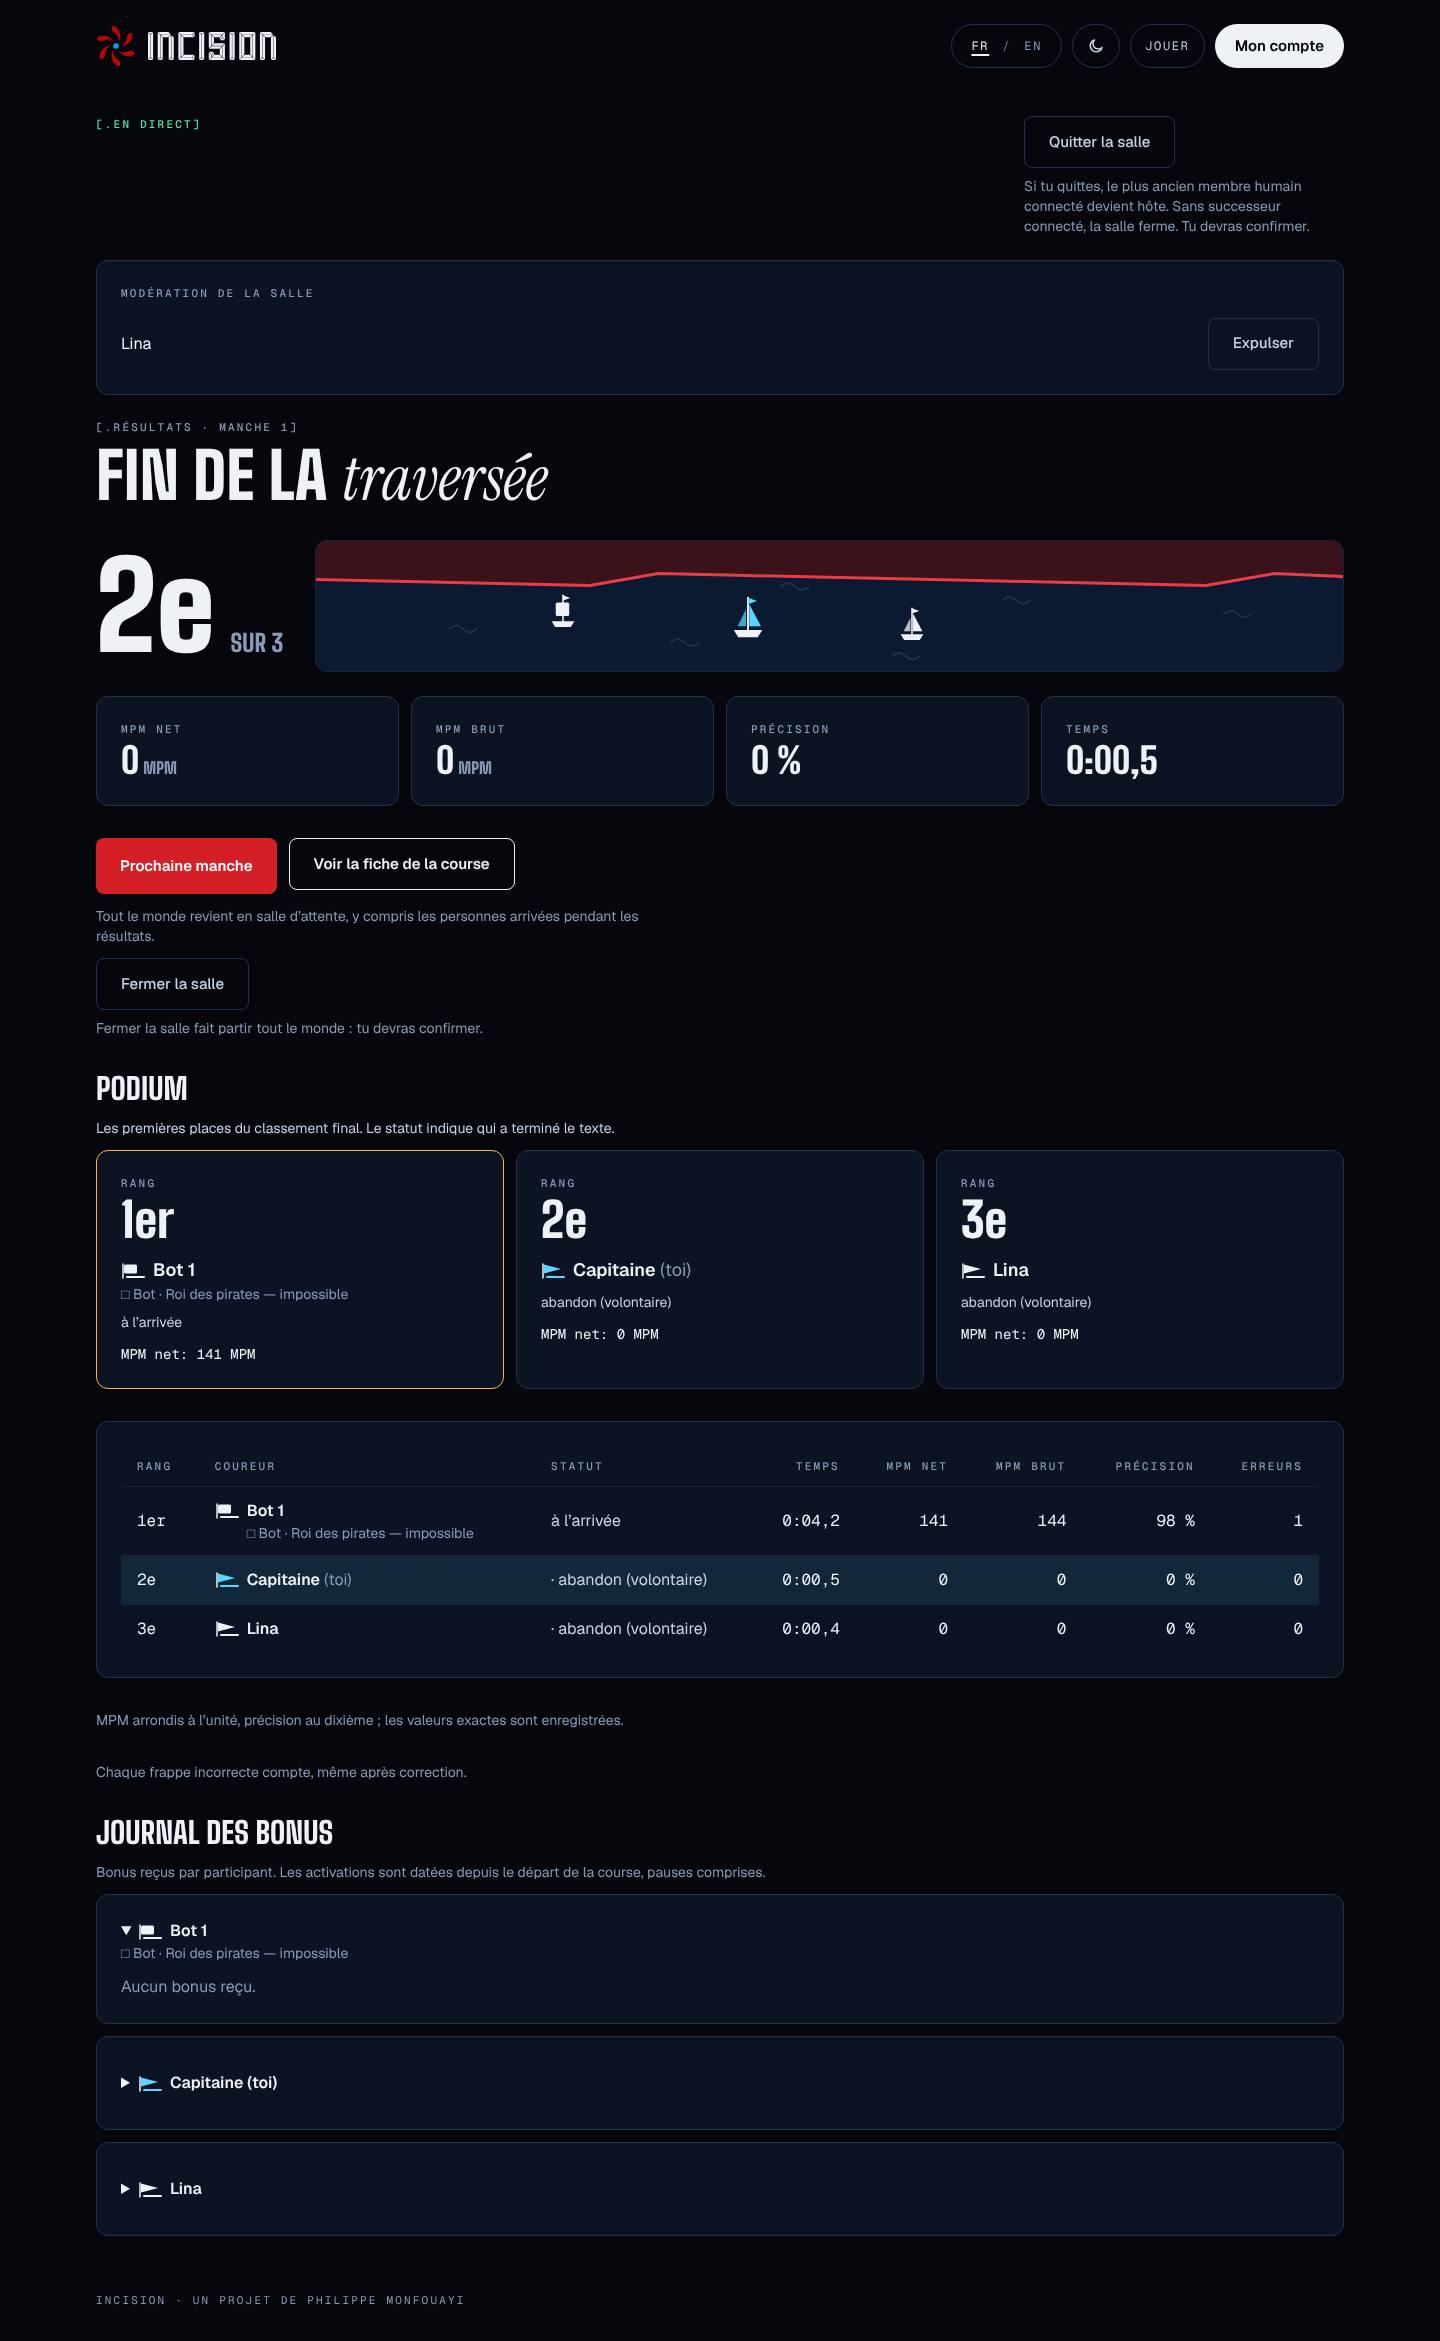 INCISION
FR / EN
JOUER
Mon compte
[.EN DIRECT]
Quitter la salle
Si tu quittes, le plus ancien membre humain
connecté devient hôte. Sans successeur
connecté, la salle ferme. Tu devras confirmer.
MODÉRATION DE LA SALLE
Lina
Expulser
[.RÉSULTATS · MANCHE 1]
FIN DE LA traversée
2e SUR 3
MPM NET
0 MPM
MPM BRUT
0 MPM
PRÉCISION
0 %
TEMPS
0:00,5
Prochaine manche
Voir la fiche de la course
Tout le monde revient en salle d’attente, y compris les personnes arrivées pendant les
résultats.
Fermer la salle
Fermer la salle fait partir tout le monde : tu devras confirmer.
PODIUM
Les premières places du classement final. Le statut indique qui a terminé le texte.
RANG
1er
Bot 1
□ Bot · Roi des pirates — impossible
à l’arrivée
MPM net: 141 MPM
RANG
2e
Capitaine (toi)
abandon (volontaire)
MPM net: 0 MPM
RANG
3e
Lina
abandon (volontaire)
MPM net: 0 MPM
RANG COUREUR STATUT TEMPS MPM NET MPM BRUT PRÉCISION ERREURS
1er Bot 1 à l’arrivée 0:04,2 141 144 98 % 1
□ Bot · Roi des pirates — impossible
2e Capitaine (toi) · abandon (volontaire) 0:00,5 0 0 0 % 0
3e Lina · abandon (volontaire) 0:00,4 0 0 0 % 0
MPM arrondis à l’unité, précision au dixième ; les valeurs exactes sont enregistrées.
Chaque frappe incorrecte compte, même après correction.
JOURNAL DES BONUS
Bonus reçus par participant. Les activations sont datées depuis le départ de la course, pauses comprises.
▼ Bot 1
□ Bot · Roi des pirates — impossible
Aucun bonus reçu.
▶ Capitaine (toi)
▶ Lina
INCISION · UN PROJET DE PHILIPPE MONFOUAYI